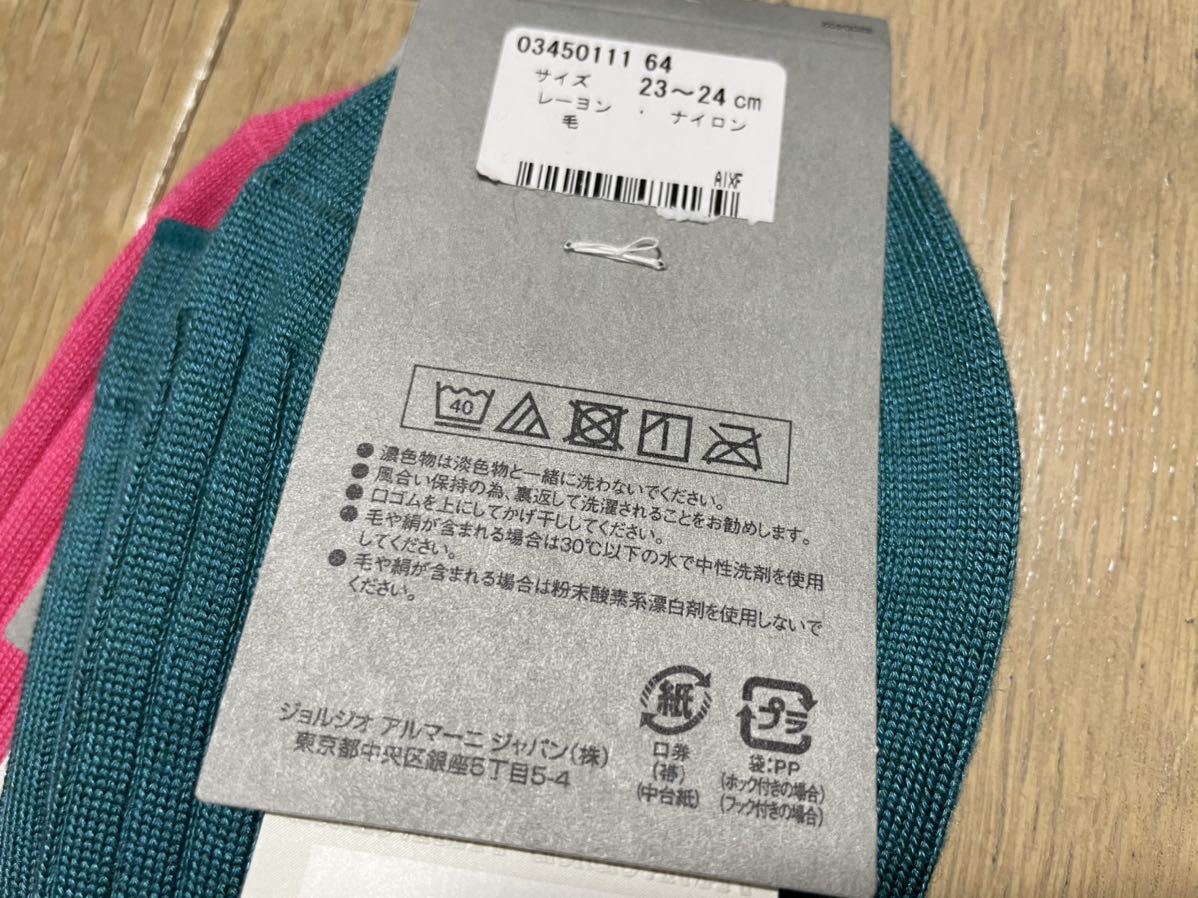 03450111 64
サイズ 23～24 cm
レーヨン ・ ナイロン
毛
AIXF
40
● 濃色物は淡色物と一緒に洗わないでください。
● 風合い保持の為、裏返して洗濯されることをお勧めします。
● 口ゴムを上にしてかげ干ししてください。
● 毛や絹が含まれる場合は30℃以下の水で中性洗剤を使用
してください。
● 毛や絹が含まれる場合は粉末酸素系漂白剤を使用しないで
ください。
ジョルジオ アルマーニ ジャパン(株)
東京都中央区銀座5丁目5-4
紙
口券
(帯)
(中台紙)
プラ
袋:PP
(ホック付きの場合)
(フック付きの場合)